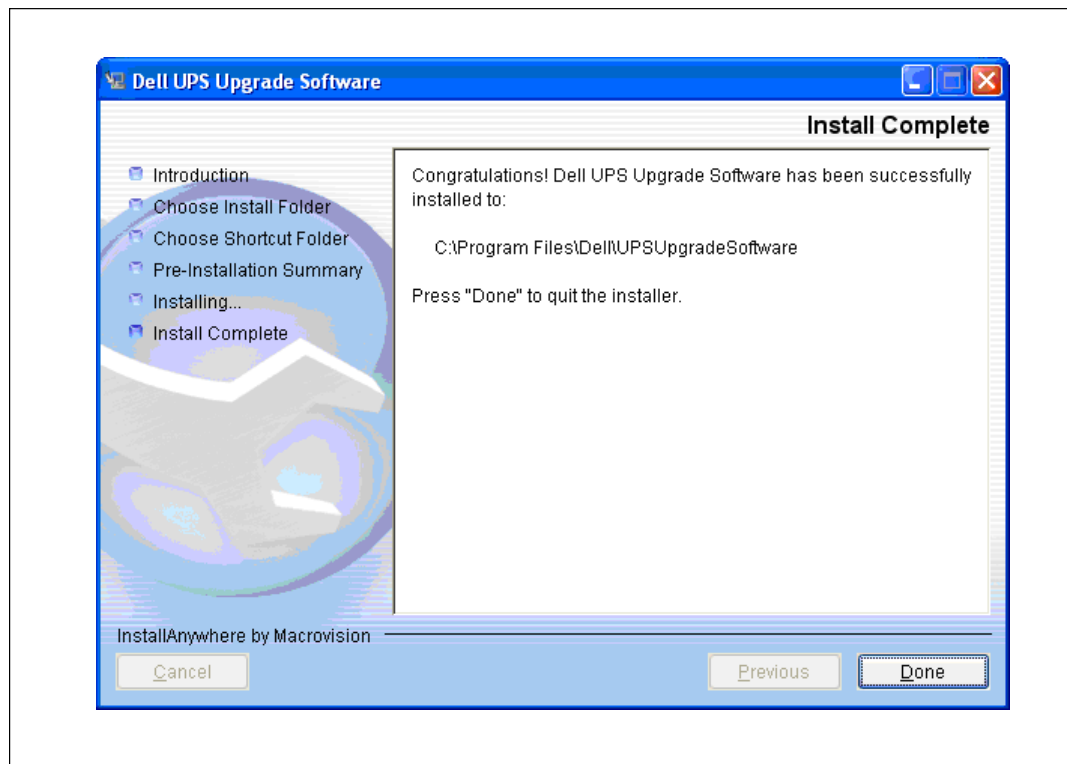 Dell UPS Upgrade Software
Install Complete
Introduction
Choose Install Folder
Choose Shortcut Folder
Pre-Installation Summary
Installing...
Install Complete
Congratulations! Dell UPS Upgrade Software has been successfully
installed to:
C:\Program Files\Dell\UPSUpgradeSoftware
Press "Done" to quit the installer.
InstallAnywhere by Macrovision
Cancel
Previous
Done